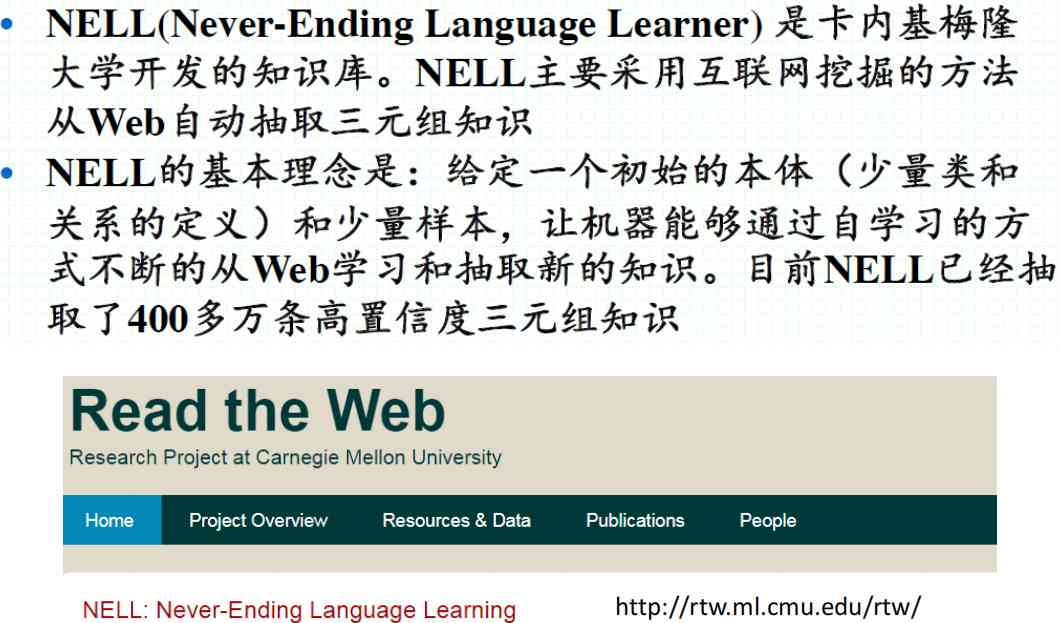 • NELL(Never-Ending Language Learner) 是卡内基梅隆
大学开发的知识库。NELL主要采用互联网挖掘的方法
从Web自动抽取三元组知识
• NELL的基本理念是：给定一个初始的本体（少量类和
关系的定义）和少量样本，让机器能够通过自学习的方
式不断的从Web学习和抽取新的知识。目前NELL已经抽
取了400多万条高置信度三元组知识
Read the Web
Research Project at Carnegie Mellon University
Home Project Overview Resources & Data Publications People
NELL: Never-Ending Language Learning http://rtw.ml.cmu.edu/rtw/